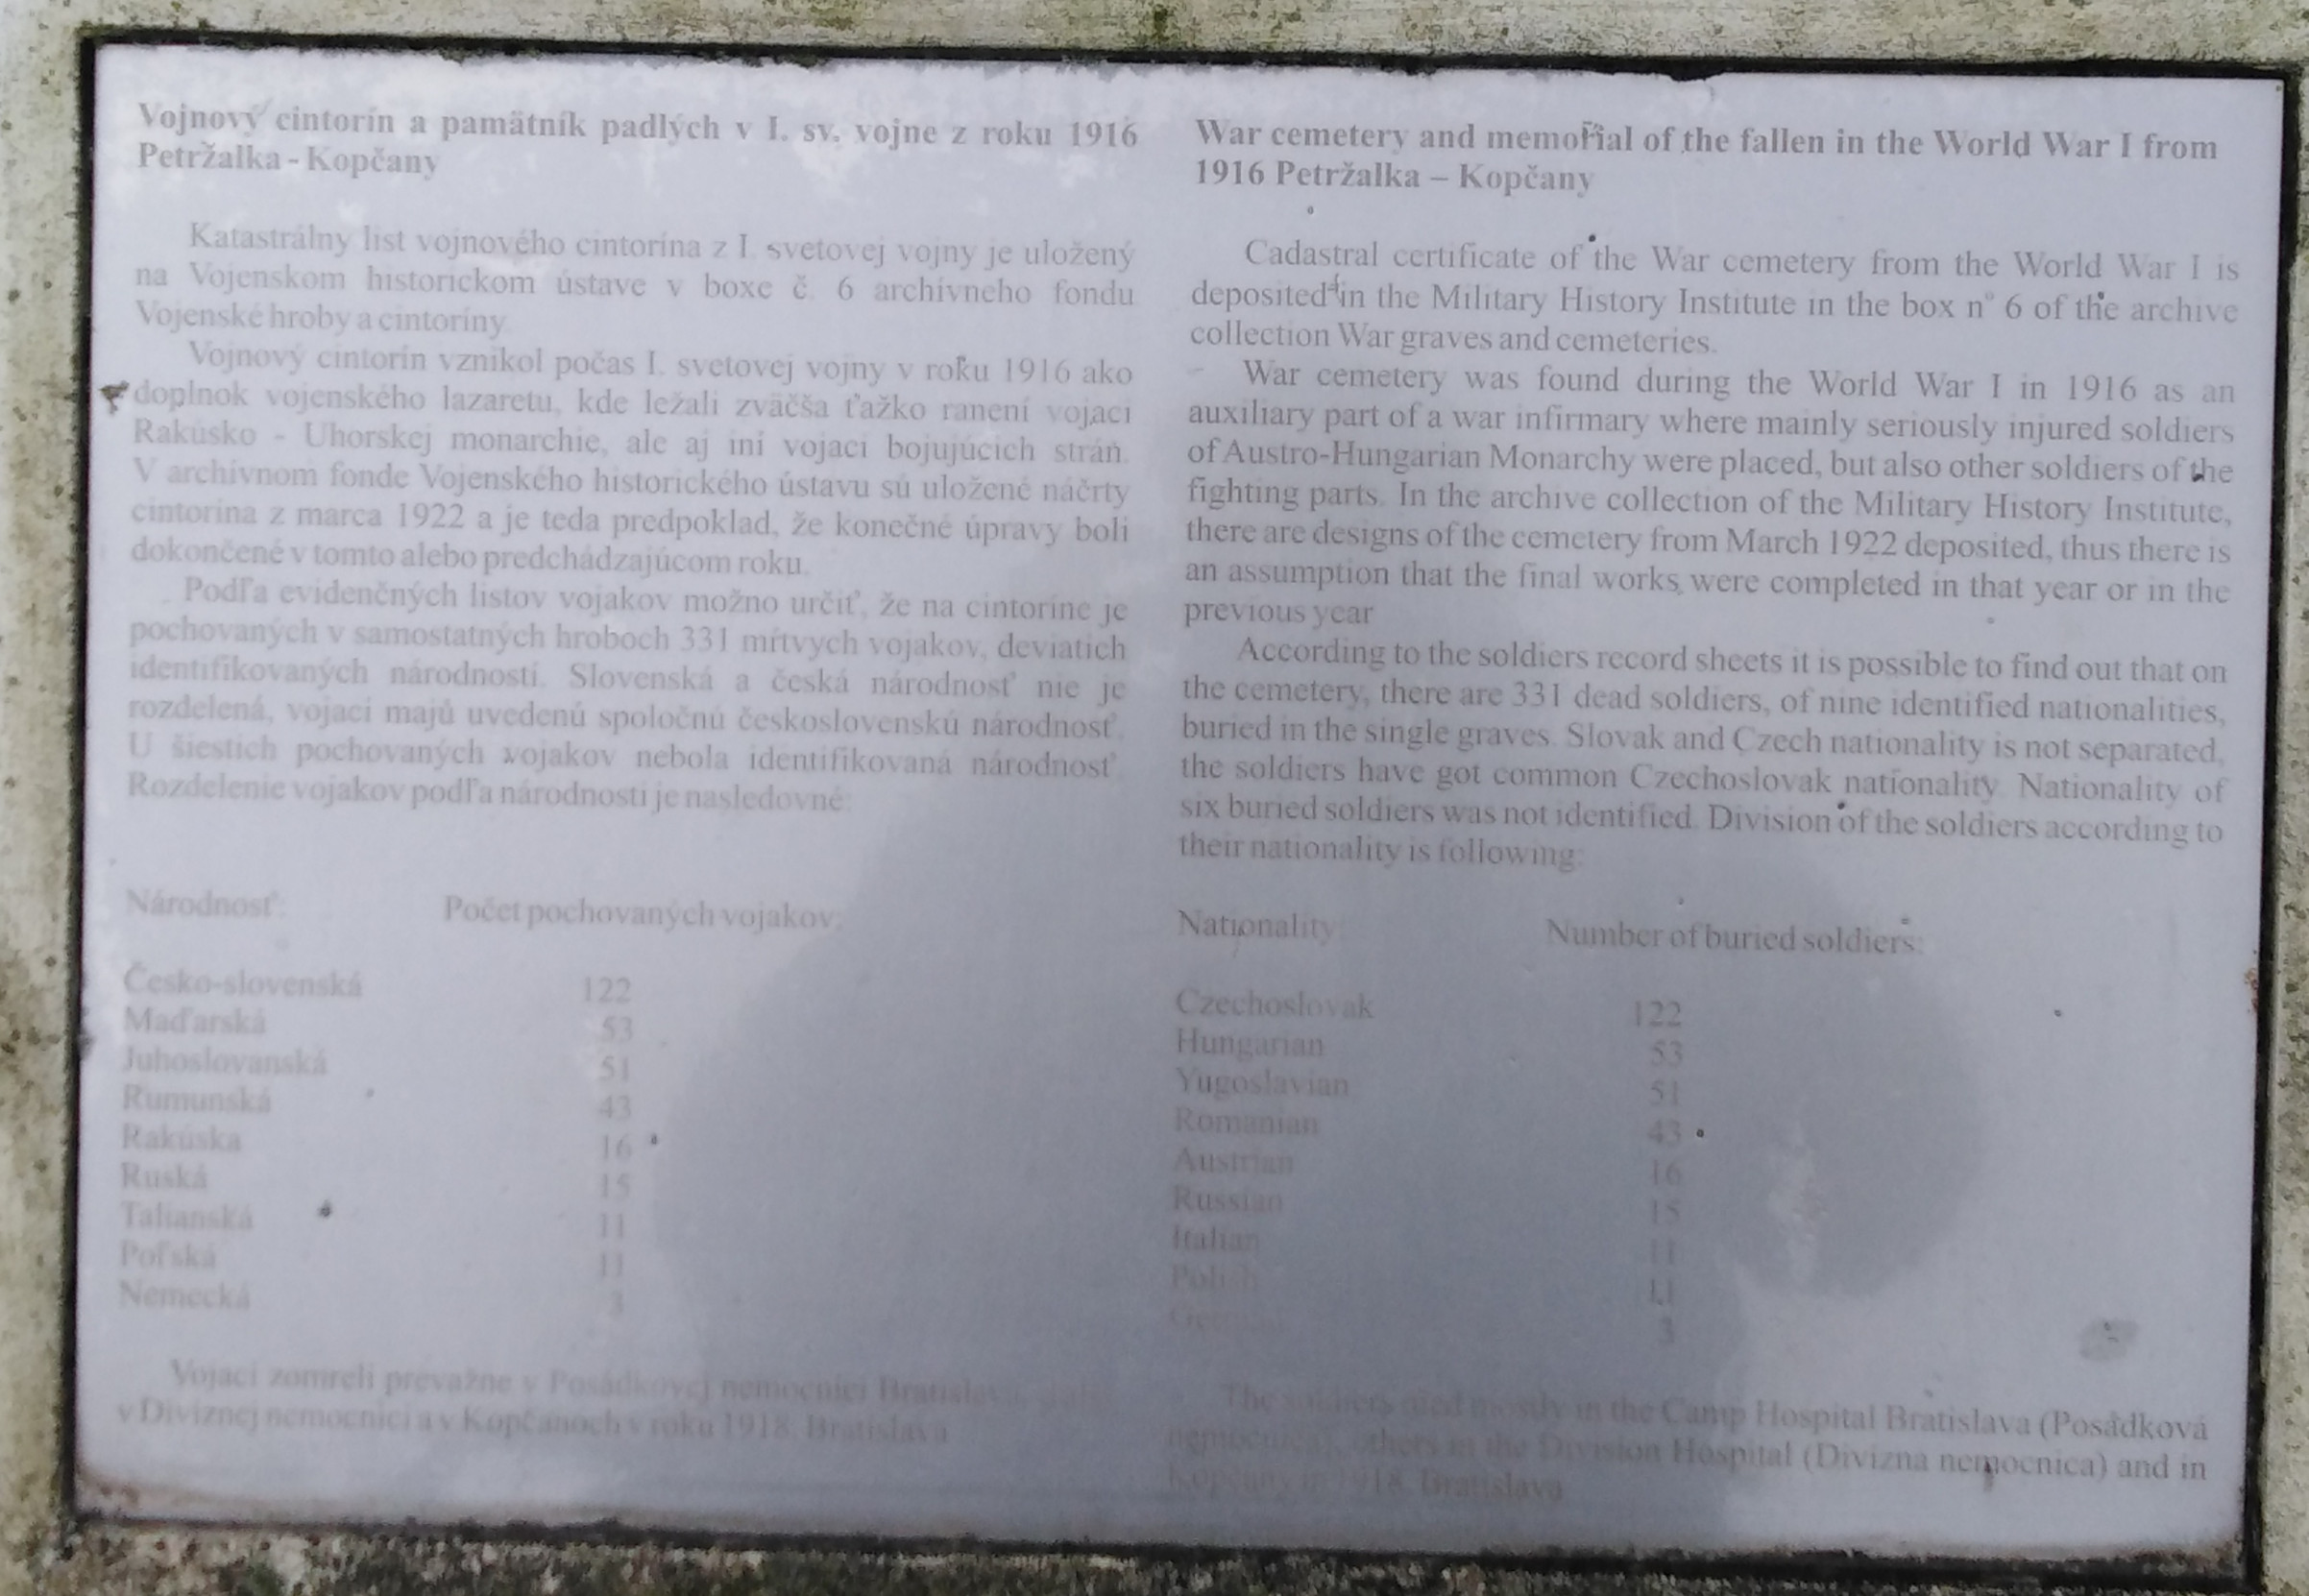 Vojnový cintorín a pamätník padlých v I. sv. vojne z roku 1916
Petržalka - Kopčany
Katastrálny list vojnového cintorína z I. svetovej vojny je uložený
na Vojenskom historickom ústave v boxe č. 6 archívneho fondu
Vojenské hroby a cintoríny.
Vojnový cintorín vznikol počas I. svetovej vojny v roku 1916 ako
doplnok vojenského lazaretu, kde ležali zväčša ťažko ranení vojaci
Rakúsko - Uhorskej monarchie, ale aj iní vojaci bojujúcich strán.
V archívnom fonde Vojenského historického ústavu sú uložené náčrty
cintorína z marca 1922 a je teda predpoklad, že konečné úpravy boli
dokončené v tomto alebo predchádzajúcom roku.
Podľa evidenčných listov vojakov možno určiť, že na cintoríne je
pochovaných v samostatných hroboch 331 mŕtvych vojakov, deviatich
identifikovaných národností. Slovenská a česká národnosť nie je
rozdelená, vojaci majú uvedenú spoločnú československú národnosť.
U šiestich pochovaných vojakov nebola identifikovaná národnosť.
Rozdelenie vojakov podľa národnosti je nasledovné:
Národnosť: Počet pochovaných vojakov:
Česko-slovenská 122
Maďarská 53
Juhoslovanská 51
Rumunská 43
Rakúska 16
Ruská 15
Talianská 11
Poľská 11
Nemecká 3
Vojaci zomreli prevažne v Posádkovej nemocnici Bratislava,
v Divíznej nemocnici a v Kopčanoch v roku 1918. Bratislava
War cemetery and memorial of the fallen in the World War I from
1916 Petržalka – Kopčany
Cadastral certificate of the War cemetery from the World War I is
deposited in the Military History Institute in the box n° 6 of the archive
collection War graves and cemeteries.
War cemetery was found during the World War I in 1916 as an
auxiliary part of a war infirmary where mainly seriously injured soldiers
of Austro-Hungarian Monarchy were placed, but also other soldiers of the
fighting parts. In the archive collection of the Military History Institute,
there are designs of the cemetery from March 1922 deposited, thus there is
an assumption that the final works were completed in that year or in the
previous year
According to the soldiers record sheets it is possible to find out that on
the cemetery, there are 331 dead soldiers, of nine identified nationalities,
buried in the single graves. Slovak and Czech nationality is not separated,
the soldiers have got common Czechoslovak nationality. Nationality of
six buried soldiers was not identified. Division of the soldiers according to
their nationality is following:
Nationality: Number of buried soldiers:
Czechoslovak 122
Hungarian 53
Yugoslavian 51
Romanian 43
Austrian 16
Russian 15
Italian 11
Polish 11
German 3
The soldiers died mostly in the Camp Hospital Bratislava (Posádková
nemocnica), others in the Division Hospital (Divízna nemocnica) and in
Kopčany in 1918. Bratislava